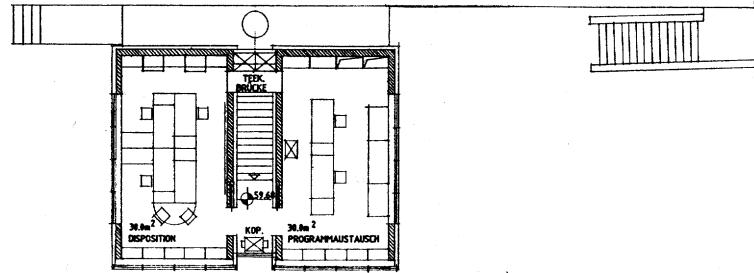 TEEK.
BRÜCKE
59.60
30.0m²
DISPOSITION
KOP.
30.0m²
PROGRAMMAUSTAUSCH